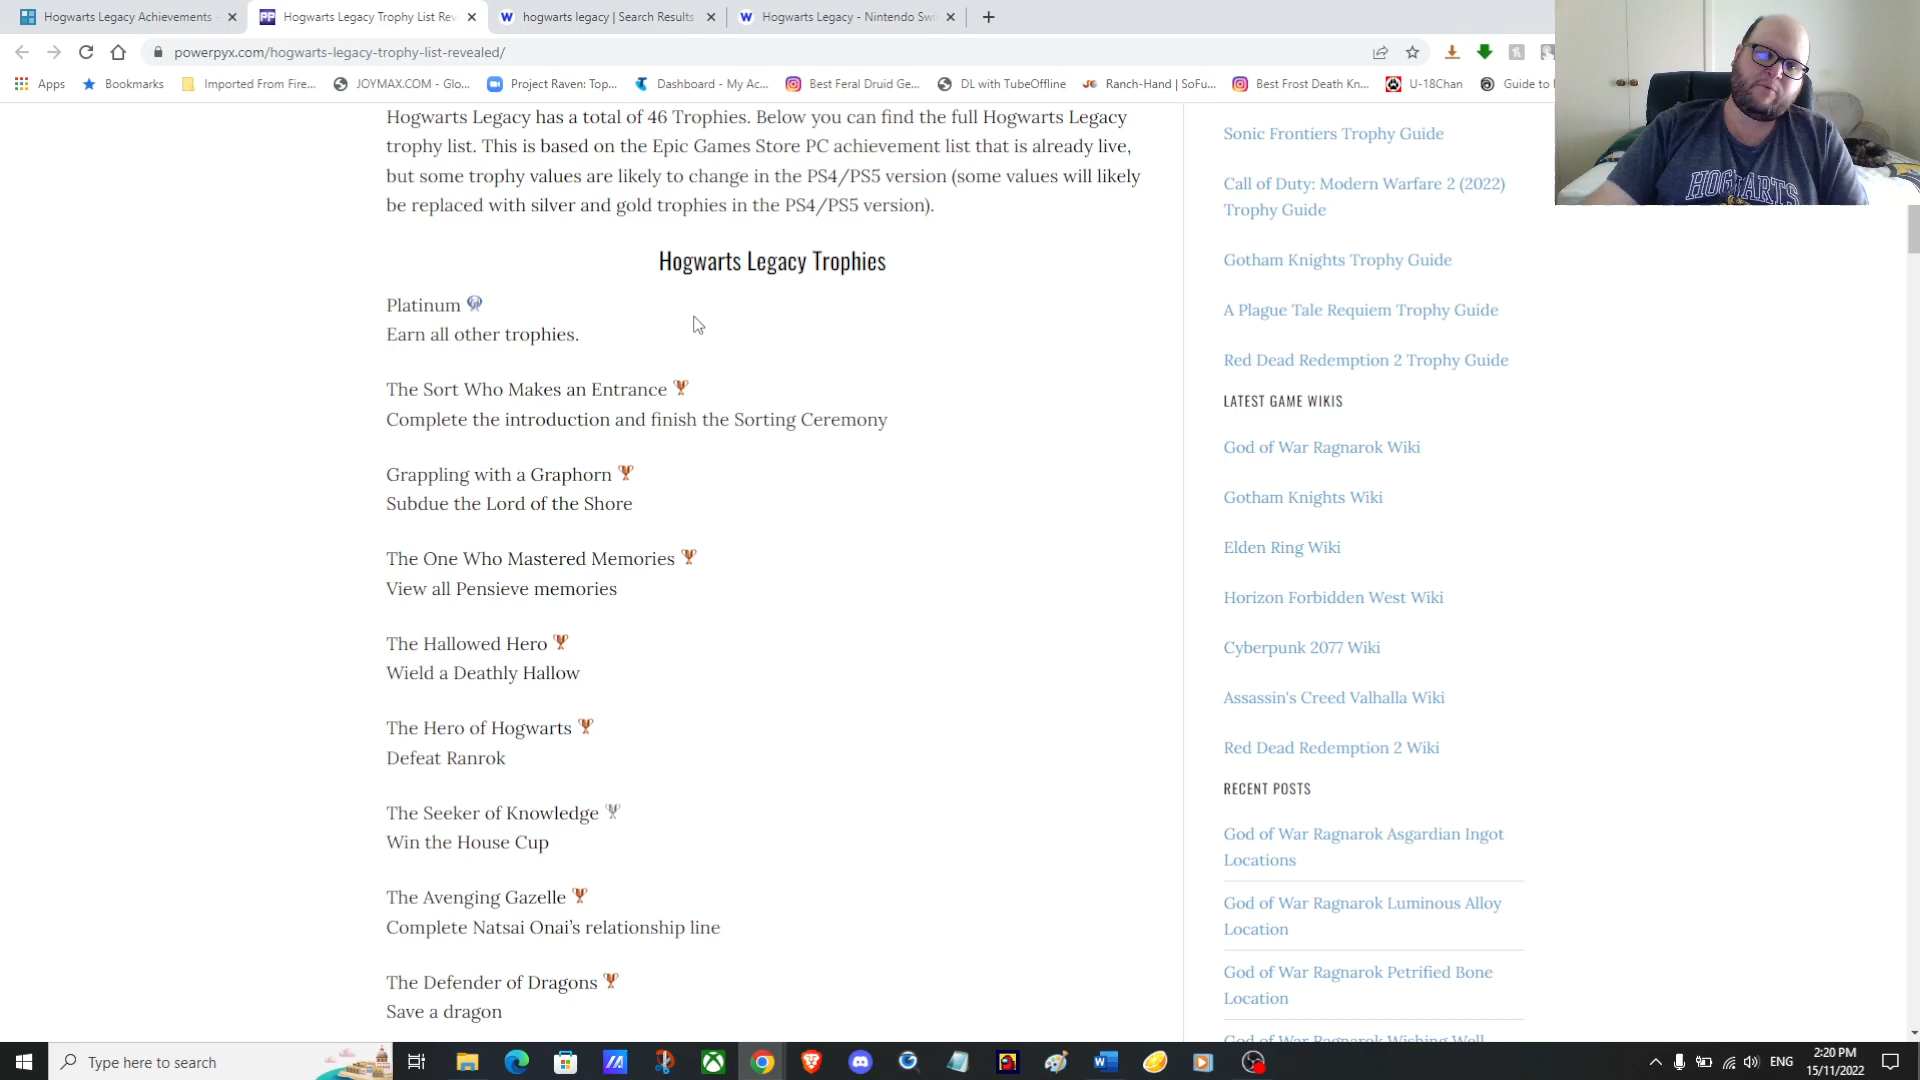 Hogwarts Legacy Achievements
Hogwarts Legacy Trophy List Rev
hogwarts legacy | Search Results
Hogwarts Legacy - Nintendo Swi
powerpyx.com/hogwarts-legacy-trophy-list-revealed/
Apps
Bookmarks
Imported From Fire...
JOYMAX.COM - Glo...
Project Raven: Top...
Dashboard - My Ac...
Best Feral Druid Ge...
DL with TubeOffline
Ranch-Hand | SoFu...
Best Frost Death Kn...
U-18Chan
Guide to
Hogwarts Legacy has a total of 46 Trophies. Below you can find the full Hogwarts Legacy
trophy list. This is based on the Epic Games Store PC achievement list that is already live,
but some trophy values are likely to change in the PS4/PS5 version (some values will likely
be replaced with silver and gold trophies in the PS4/PS5 version).
Hogwarts Legacy Trophies
Platinum
Earn all other trophies.
The Sort Who Makes an Entrance
Complete the introduction and finish the Sorting Ceremony
Grappling with a Graphorn
Subdue the Lord of the Shore
The One Who Mastered Memories
View all Pensieve memories
The Hallowed Hero
Wield a Deathly Hallow
The Hero of Hogwarts
Defeat Ranrok
The Seeker of Knowledge
Win the House Cup
The Avenging Gazelle
Complete Natsai Onai's relationship line
The Defender of Dragons
Save a dragon
Sonic Frontiers Trophy Guide
Call of Duty: Modern Warfare 2 (2022)
Trophy Guide
Gotham Knights Trophy Guide
A Plague Tale Requiem Trophy Guide
Red Dead Redemption 2 Trophy Guide
LATEST GAME WIKIS
God of War Ragnarok Wiki
Gotham Knights Wiki
Elden Ring Wiki
Horizon Forbidden West Wiki
Cyberpunk 2077 Wiki
Assassin's Creed Valhalla Wiki
Red Dead Redemption 2 Wiki
RECENT POSTS
God of War Ragnarok Asgardian Ingot
Locations
God of War Ragnarok Luminous Alloy
Location
God of War Ragnarok Petrified Bone
Location
God of War Ragnarok Wishing Well
HOGWARTS
Type here to search
ENG
2:20 PM
15/11/2022